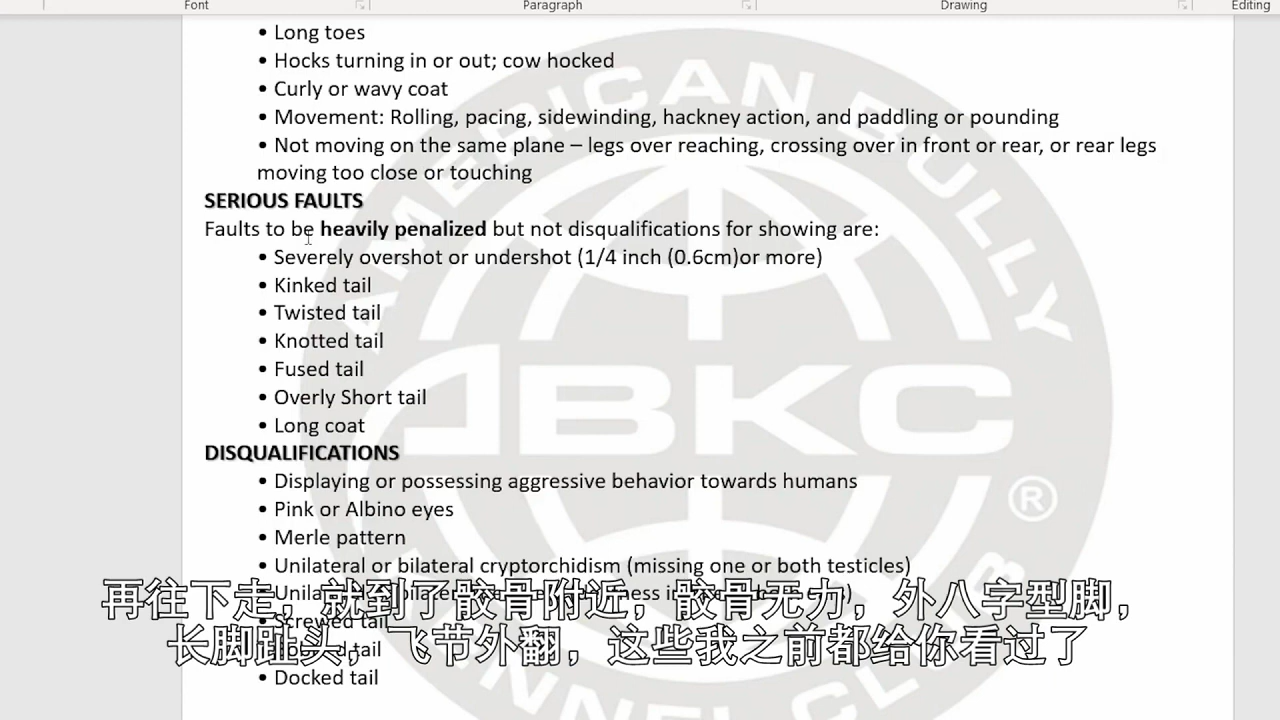 Font Paragraph Drawing Editing
• Long toes
• Hocks turning in or out; cow hocked
• Curly or wavy coat
• Movement: Rolling, pacing, sidewinding, hackney action, and paddling or pounding
• Not moving on the same plane – legs over reaching, crossing over in front or rear, or rear legs
moving too close or touching
SERIOUS FAULTS
Faults to be heavily penalized but not disqualifications for showing are:
• Severely overshot or undershot (1/4 inch (0.6cm)or more)
• Kinked tail
• Twisted tail
• Knotted tail
• Fused tail
• Overly Short tail
• Long coat
DISQUALIFICATIONS
• Displaying or possessing aggressive behavior towards humans
• Pink or Albino eyes
• Merle pattern
• Unilateral or bilateral cryptorchidism (missing one or both testicles)
• Screwed tail
tail
• Docked tail
再往下走，就到了骹骨附近，骹骨无力，外八字型脚，
长脚趾头，飞节外翻，这些我之前都给你看过了
AMERICAN BULLY
ABKC
®